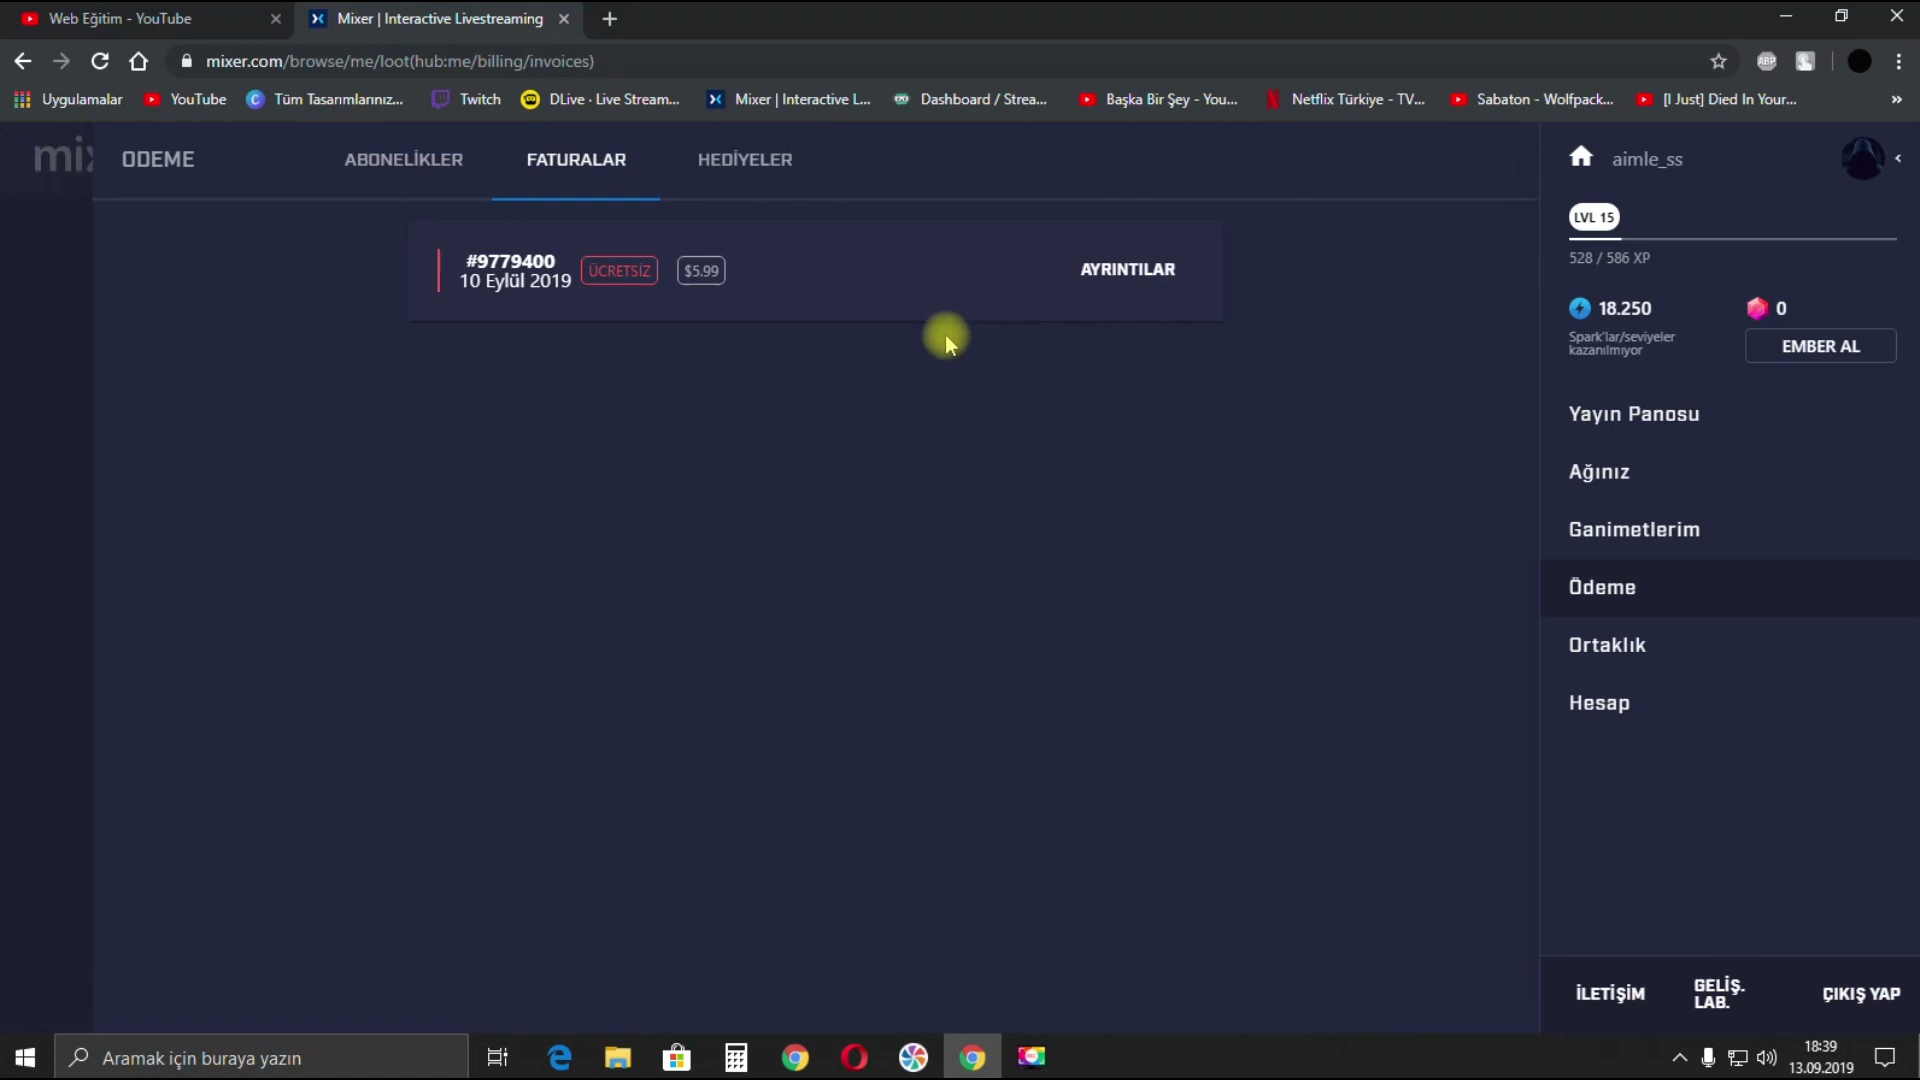 Web Eğitim - YouTube
Mixer | Interactive Livestreaming
mixer.com/browse/me/loot(hub:me/billing/invoices)
ABP
Uygulamalar
YouTube
Tüm Tasarımlarınız...
Twitch
DLive · Live Stream...
Mixer | Interactive L...
Dashboard / Strea...
Başka Bir Şey - You...
Netflix Türkiye - TV...
Sabaton - Wolfpack...
[I Just] Died In Your...
mix
ÖDEME
ABONELİKLER
FATURALAR
HEDİYELER
#9779400
10 Eylül 2019
ÜCRETSİZ
$5.99
AYRINTILAR
aimle_ss
LVL 15
528 / 586 XP
18.250
0
Spark'lar/seviyeler
kazanılmıyor
EMBER AL
Yayın Panosu
Ağınız
Ganimetlerim
Ödeme
Ortaklık
Hesap
İLETİŞİM
GELİŞ.
LAB.
ÇIKIŞ YAP
Aramak için buraya yazın
18:39
13.09.2019